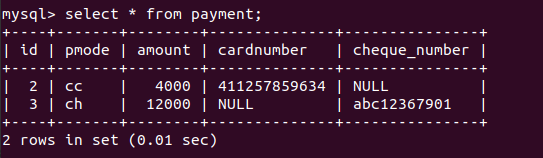 mysql> select * from payment;
+----+-------+--------+--------------+---------------+
| id | pmode | amount | cardnumber   | cheque_number |
+----+-------+--------+--------------+---------------+
|  2 | cc    |   4000 | 411257859634 | NULL          |
|  3 | ch    |  12000 | NULL         | abc12367901   |
+----+-------+--------+--------------+---------------+
2 rows in set (0.01 sec)